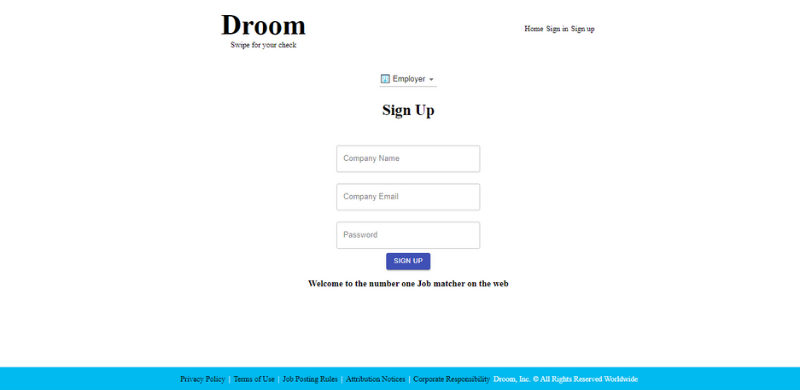 Droom
Swipe for your check
Home Sign in Sign up
Employer
Sign Up
Company Name
Company Email
Password
SIGN UP
Welcome to the number one Job matcher on the web
Privacy Policy | Terms of Use | Job Posting Rules | Attribution Notices | Corporate Responsibility Droom, Inc. © All Rights Reserved Worldwide